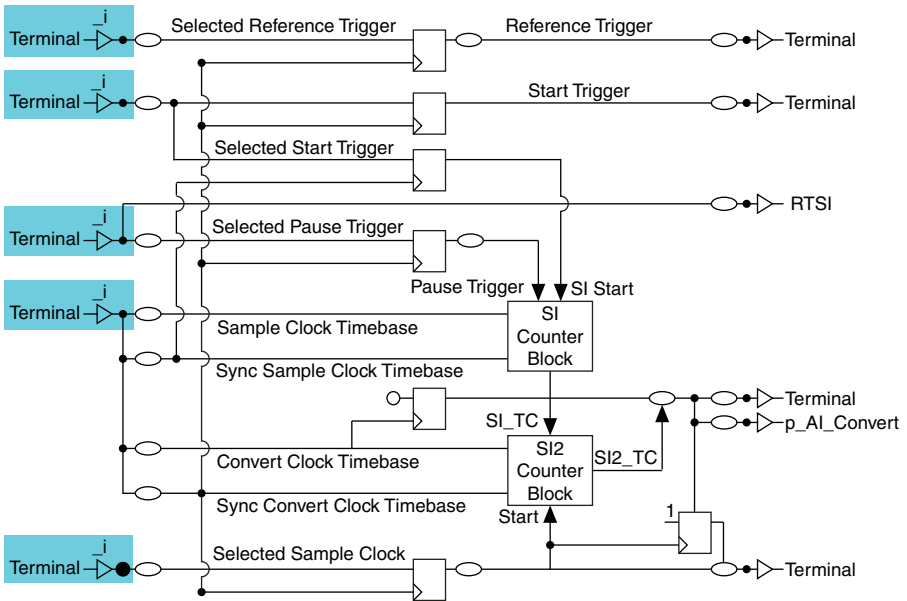 _i
Terminal
Selected Reference Trigger
Reference Trigger
Terminal
_i
Terminal
Start Trigger
Terminal
Selected Start Trigger
_i
Terminal
RTSI
Selected Pause Trigger
Pause Trigger
SI Start
_i
Terminal
Sample Clock Timebase
SI
Counter
Block
Sync Sample Clock Timebase
Terminal
p_AI_Convert
SI_TC
Convert Clock Timebase
SI2
Counter
Block
SI2_TC
Sync Convert Clock Timebase
Start
1
_i
Terminal
Selected Sample Clock
Terminal